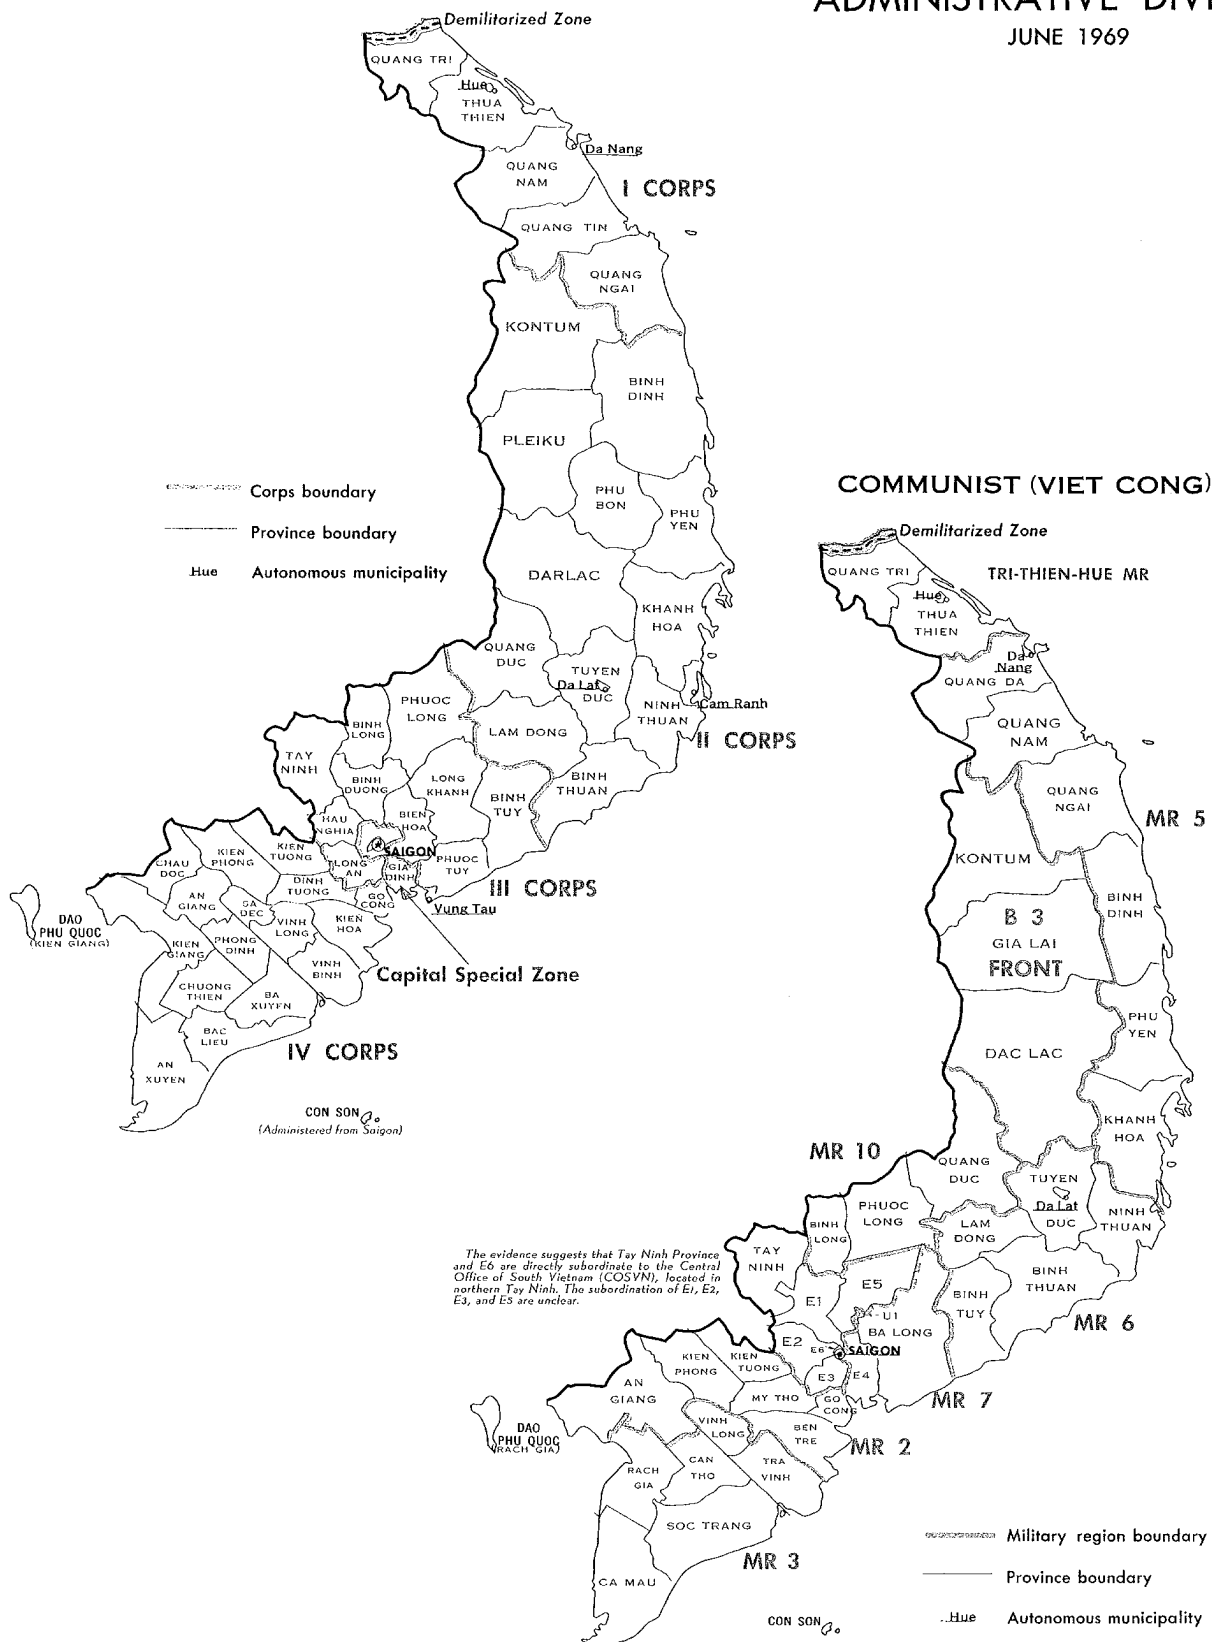 ADMINISTRATIVE
JUNE 1969
Demilitarized Zone
QUANG TRI
Hue
THUA
THIEN
Da Nang
QUANG
NAM
I CORPS
QUANG TIN
QUANG
NGAI
KONTUM
BINH
DINH
PLEIKU
PHU
BON
PHU
YEN
Corps boundary
Province boundary
Hue Autonomous municipality
DARLAC
KHANH
HOA
QUANG
DUC
TUYEN
Da Lat
DUC
Cam Ranh
NINH
THUAN
II CORPS
PHUOC
LONG
BINH
LONG
LAM DONG
TAY
NINH
BINH
DUONG
LONG
KHANH
BINH
TUY
BINH
THUAN
HAU
NGHIA
BIEN
HOA
SAIGON
LONG
AN
GIA
DINH
PHUOC
TUY
III CORPS
Vung Tau
KIEN
TUONG
KIEN
PHONG
CHAU
DOC
DINH
TUONG
GO
CONG
AN
GIANG
SA
DEC
VINH
LONG
KIEN
HOA
DAO
PHU QUOC
(KIEN GIANG)
KIEN
GIANG
PHONG
DINH
VINH
BINH
Capital Special Zone
CHUONG
THIEN
BA
XUYEN
BAC
LIEU
IV CORPS
AN
XUYEN
CON SON
(Administered from Saigon)
COMMUNIST (VIET CONG)
Demilitarized Zone
QUANG TRI
TRI-THIEN-HUE MR
Hue
THUA
THIEN
Da
Nang
QUANG DA
QUANG
NAM
QUANG
NGAI
MR 5
KONTUM
BINH
DINH
B 3
GIA LAI
FRONT
PHU
YEN
DAC LAC
KHANH
HOA
MR 10
QUANG
DUC
TUYEN
Da Lat
DUC
NINH
THUAN
PHUOC
LONG
BINH
LONG
LAM
DONG
TAY
NINH
BINH
THUAN
The evidence suggests that Tay Ninh Province
and E6 are directly subordinate to the Central
Office of South Vietnam (COSVN), located in
northern Tay Ninh. The subordination of E1, E2,
E3, and E5 are unclear.
E5
E1
BINH
TUY
U1
BA LONG
MR 6
E2
E6
SAIGON
E3
E4
MR 7
KIEN
PHONG
KIEN
TUONG
AN
GIANG
MY THO
GO
CONG
DAO
PHU QUOC
(RACH GIA)
VINH
LONG
BEN
TRE
MR 2
RACH
GIA
CAN
THO
TRA
VINH
SOC TRANG
MR 3
CA MAU
CON SON
Military region boundary
Province boundary
Hue Autonomous municipality